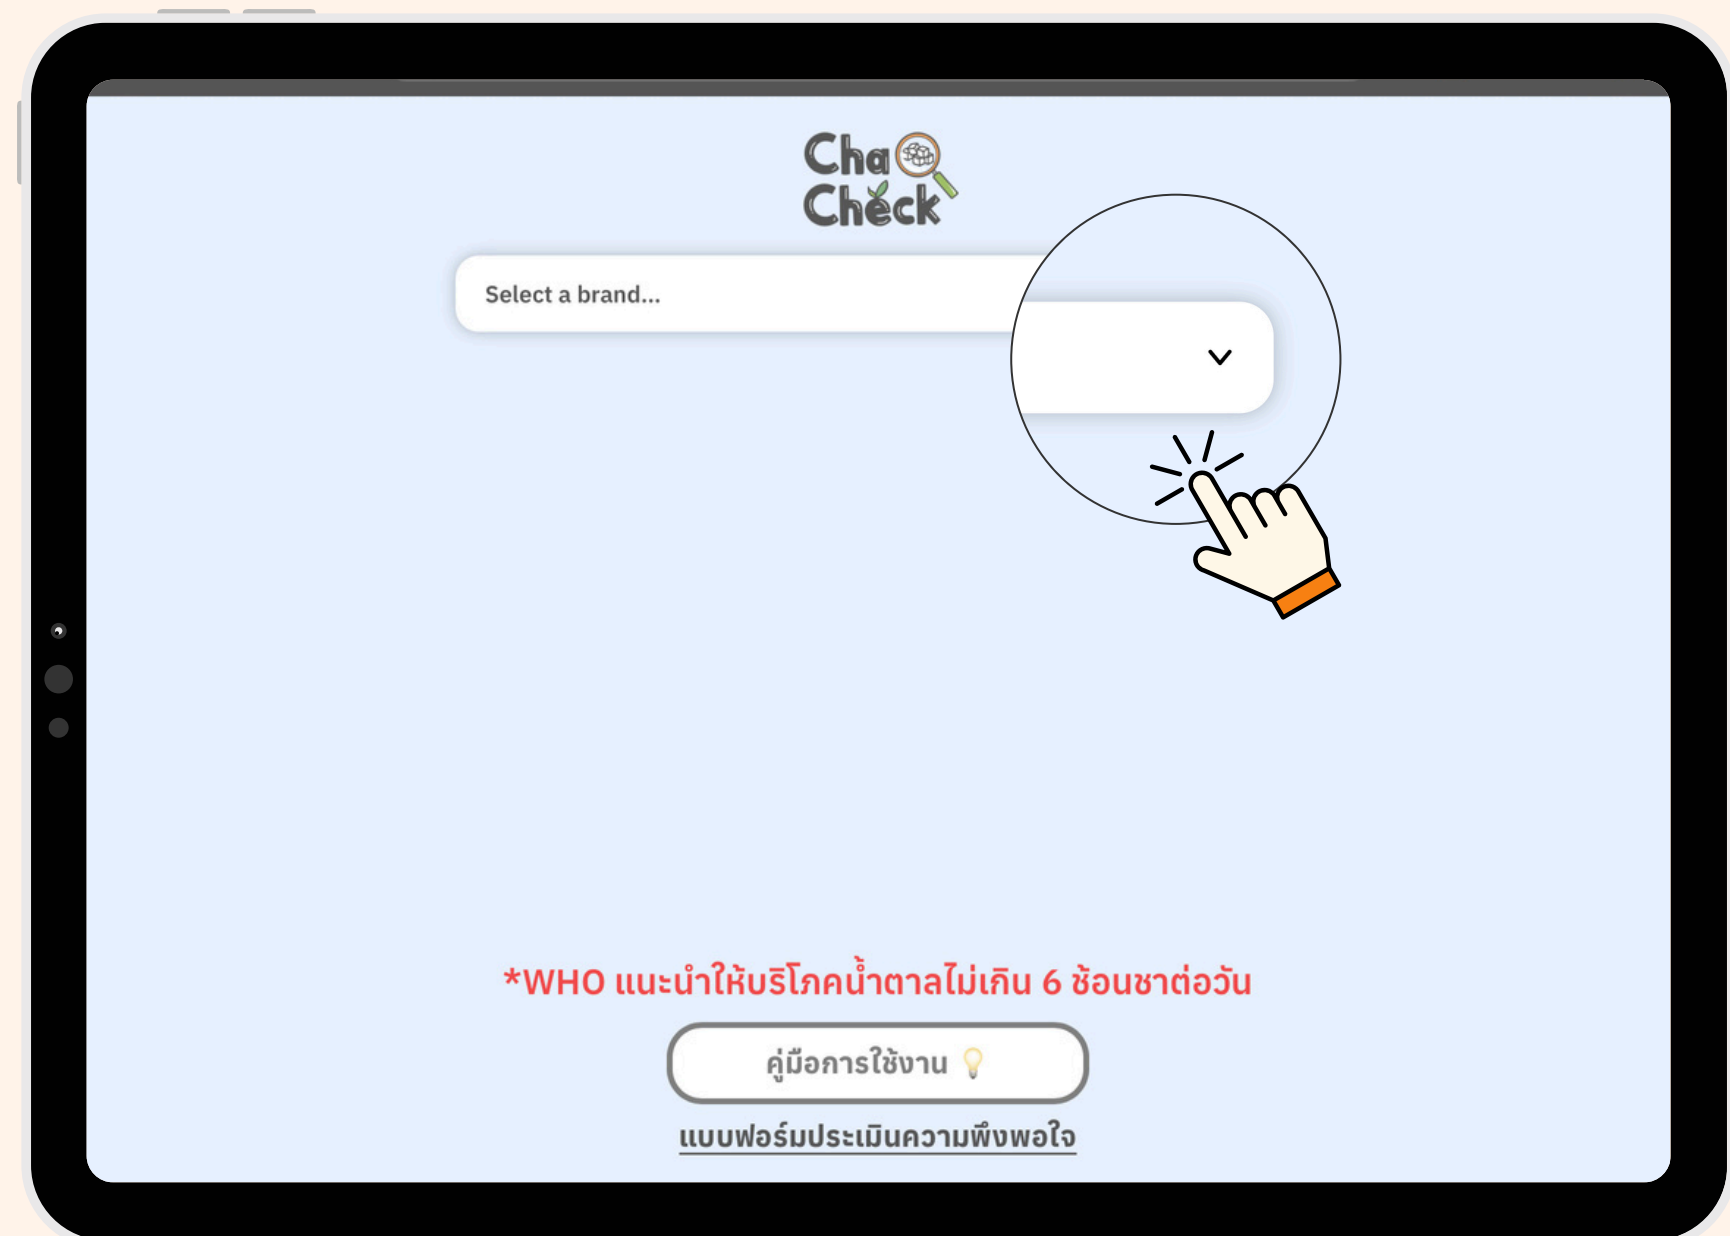 Cha
Check
Select a brand...
*WHO แนะนำให้บริโภคน้ำตาลไม่เกิน 6 ช้อนชาต่อวัน
คู่มือการใช้งาน 💡
แบบฟอร์มประเมินความพึงพอใจ